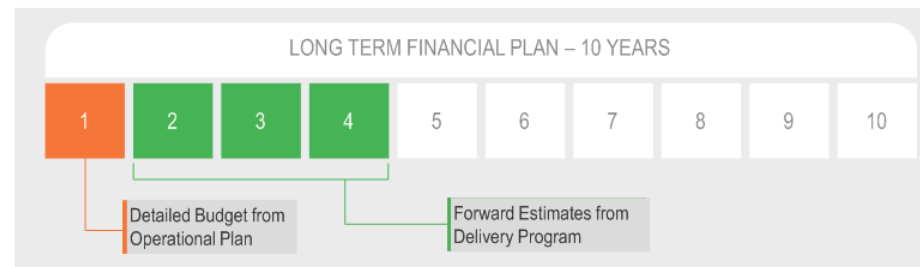 LONG TERM FINANCIAL PLAN – 10 YEARS
1 2 3 4 5 6 7 8 9 10
Detailed Budget from
Operational Plan
Forward Estimates from
Delivery Program